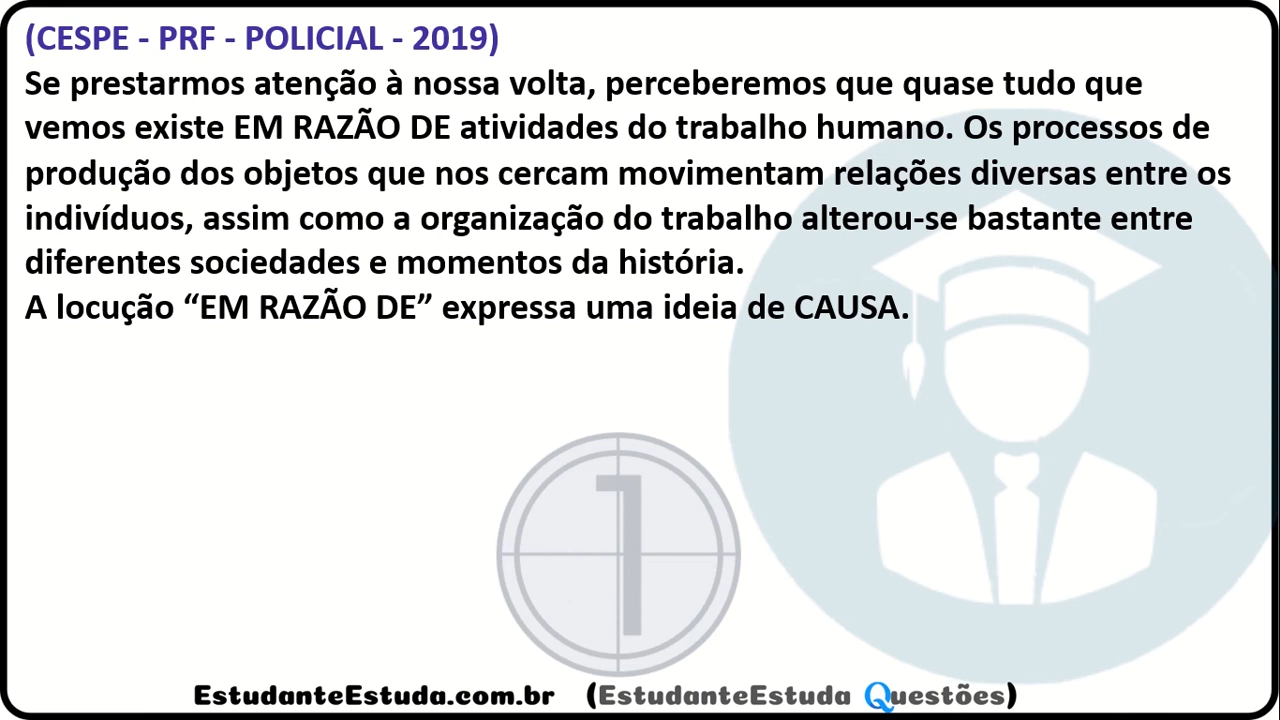 (CESPE - PRF - POLICIAL - 2019)
Se prestarmos atenção à nossa volta, perceberemos que quase tudo que
vemos existe EM RAZÃO DE atividades do trabalho humano. Os processos de
produção dos objetos que nos cercam movimentam relações diversas entre os
indivíduos, assim como a organização do trabalho alterou-se bastante entre
diferentes sociedades e momentos da história.
A locução “EM RAZÃO DE” expressa uma ideia de CAUSA.
1
EstudanteEstuda.com.br (EstudanteEstuda Questões)